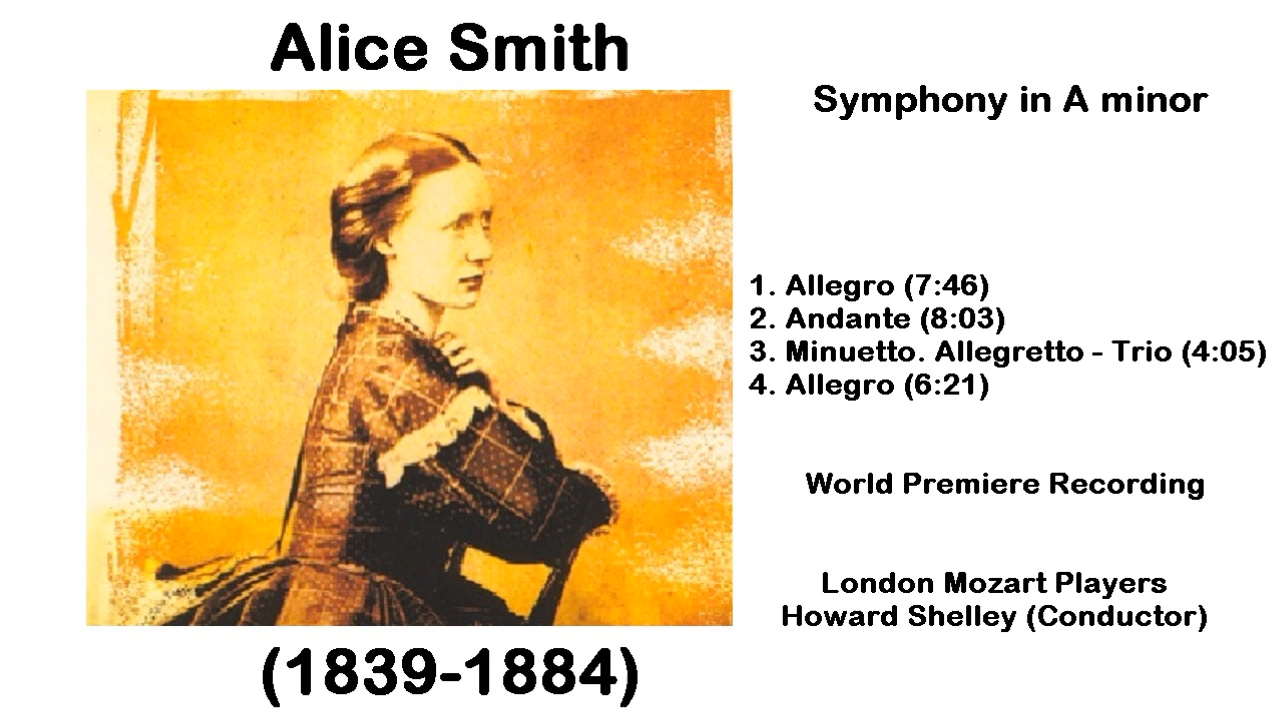 Alice Smith
(1839-1884)
Symphony in A minor
1. Allegro (7:46)
2. Andante (8:03)
3. Minuetto. Allegretto - Trio (4:05)
4. Allegro (6:21)
World Premiere Recording
London Mozart Players
Howard Shelley (Conductor)